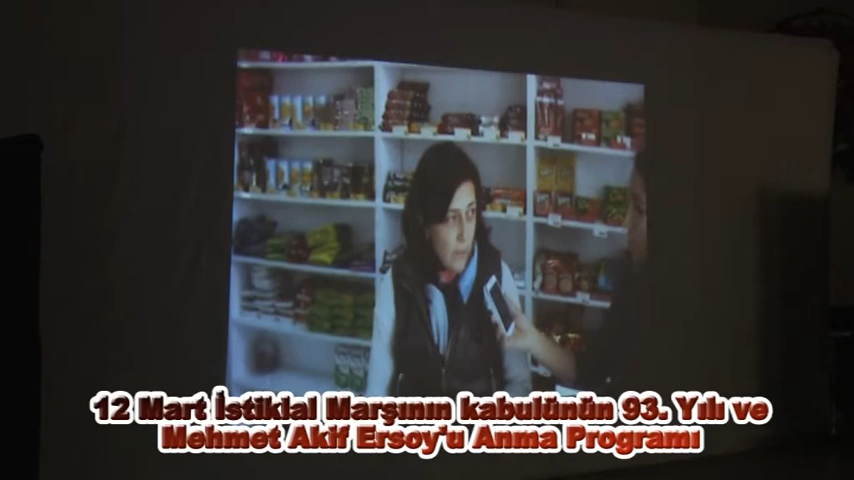 12 Mart İstiklal Marşının kabulünün 93. Yılı ve
Mehmet Akif Ersoy'u Anma Programı